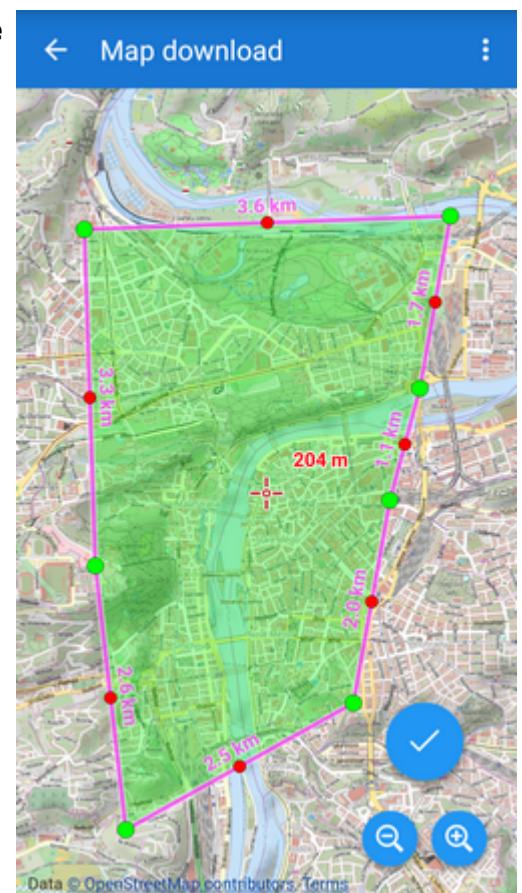 e
Map download
3.6 km
1.7 km
3.3 km
1.1 km
204 m
2.0 km
2.6 km
2.5 km
Data © OpenStreetMap contributors. Terms